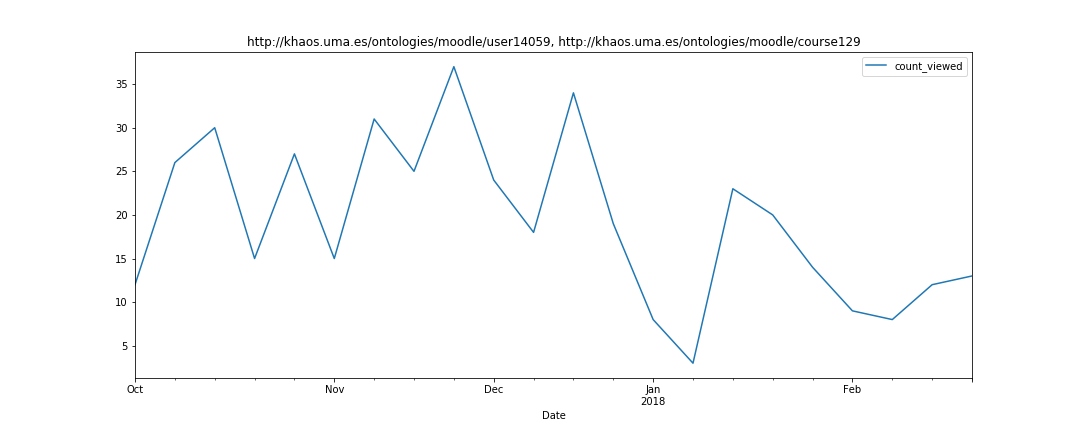 http://khaos.uma.es/ontologies/moodle/user14059, http://khaos.uma.es/ontologies/moodle/course129
count_viewed
35
30
25
20
15
10
5
Oct
Nov
Dec
Jan
2018
Feb
Date